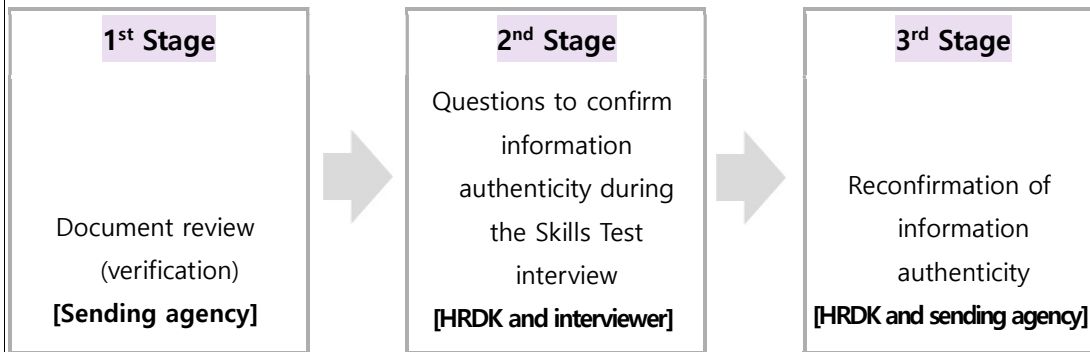 1st Stage
Document review
(verification)
[Sending agency]
2nd Stage
Questions to confirm
information
authenticity during
the Skills Test
interview
[HRDK and interviewer]
3rd Stage
Reconfirmation of
information
authenticity
[HRDK and sending agency]